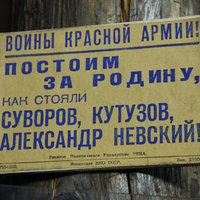 ВОИНЫ КРАСНОЙ АРМИИ!
ПОСТОИМ
ЗА РОДИНУ,
КАК СТОЯЛИ
СУВОРОВ, КУТУЗОВ,
АЛЕКСАНДР НЕВСКИЙ!